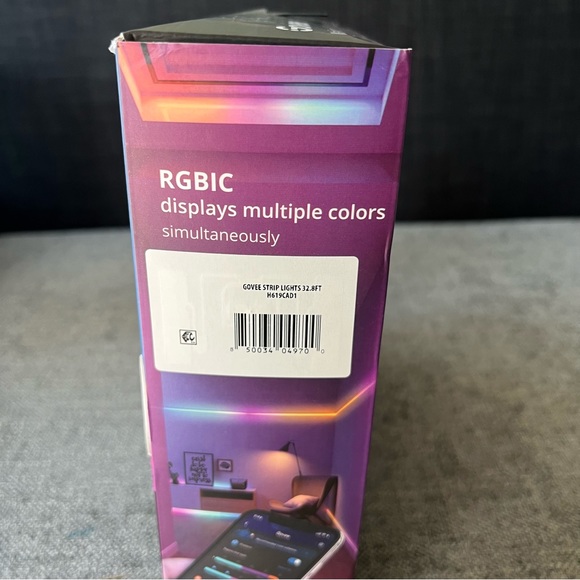 RGBIC
displays multiple colors
simultaneously
GOVEE STRIP LIGHTS 32.8FT
H619CAD1
8 50034 04970 0